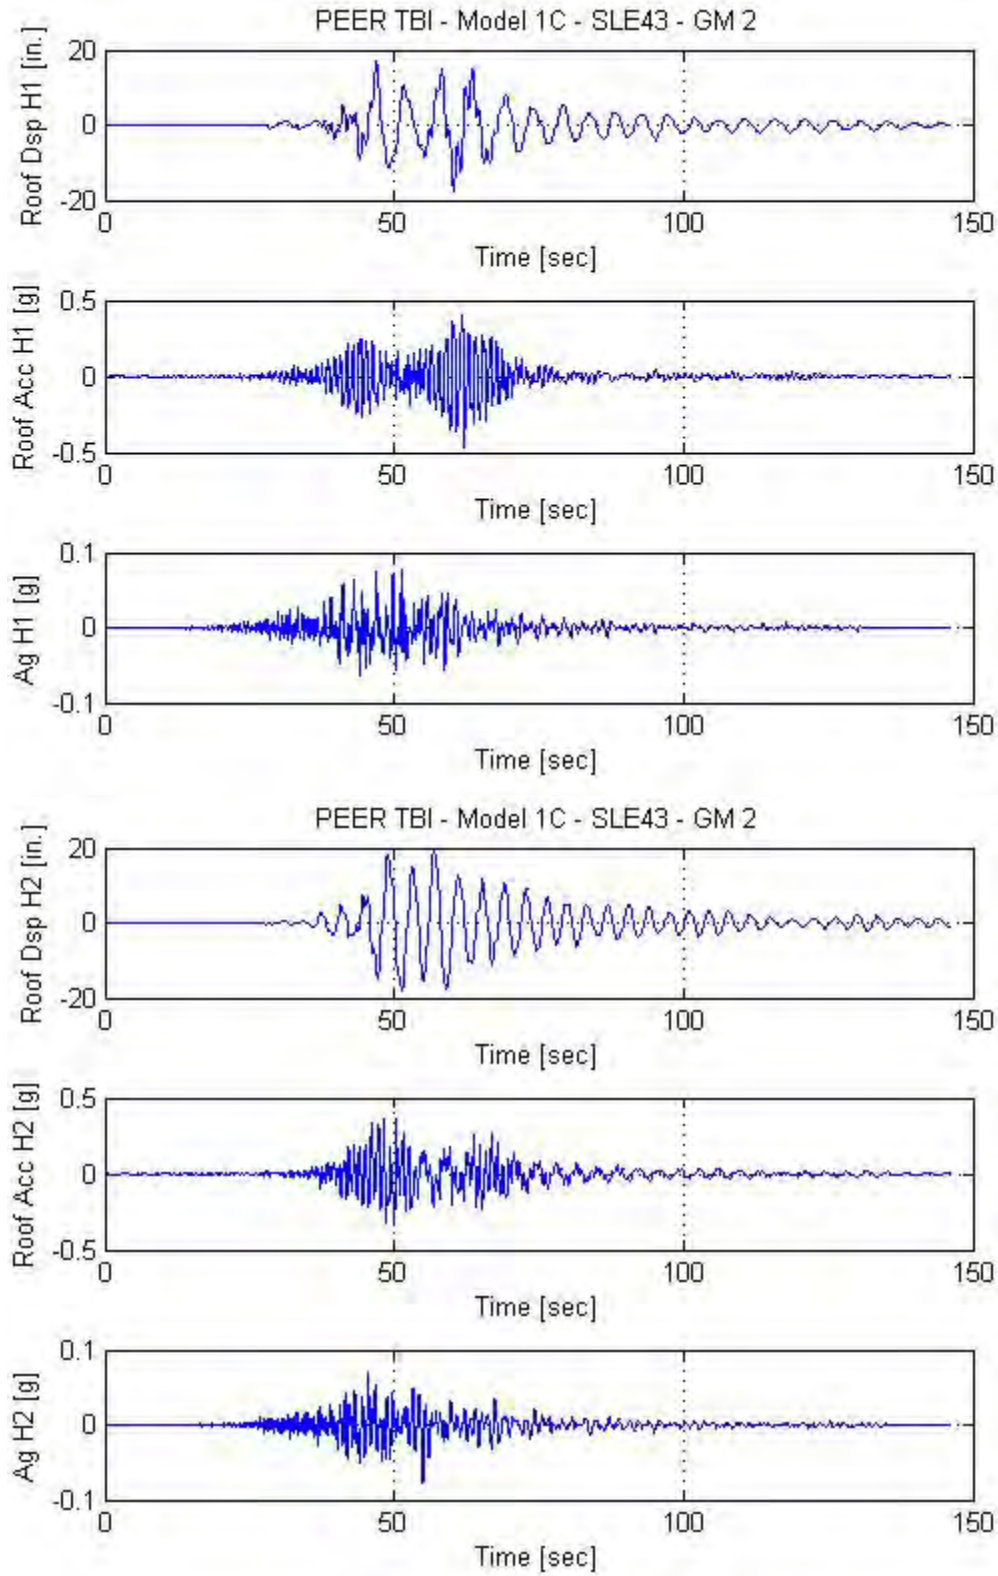 PEER TBI - Model 1C - SLE43 - GM 2
Roof Dsp H1 [in.]
20
0
-20
0 50 100 150
Time [sec]
Roof Acc H1 [g]
0.5
0
-0.5
0 50 100 150
Time [sec]
Ag H1 [g]
0.1
0
-0.1
0 50 100 150
Time [sec]
PEER TBI - Model 1C - SLE43 - GM 2
Roof Dsp H2 [in.]
20
0
-20
0 50 100 150
Time [sec]
Roof Acc H2 [g]
0.5
0
-0.5
0 50 100 150
Time [sec]
Ag H2 [g]
0.1
0
-0.1
0 50 100 150
Time [sec]